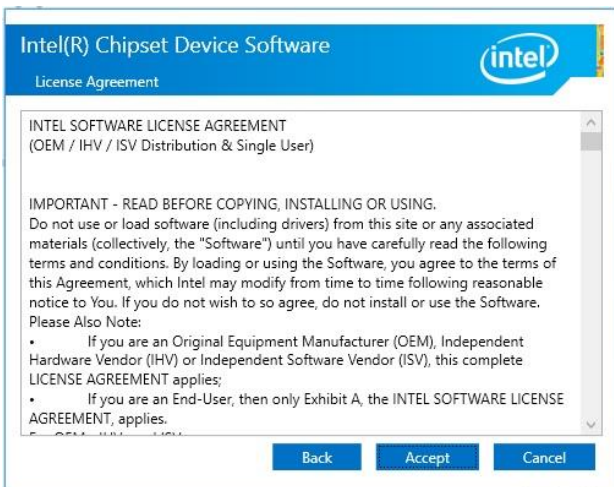 Intel(R) Chipset Device Software
(intel)
License Agreement
INTEL SOFTWARE LICENSE AGREEMENT
(OEM / IHV / ISV Distribution & Single User)
IMPORTANT - READ BEFORE COPYING, INSTALLING OR USING.
Do not use or load software (including drivers) from this site or any associated
materials (collectively, the "Software") until you have carefully read the following
terms and conditions. By loading or using the Software, you agree to the terms of
this Agreement, which Intel may modify from time to time following reasonable
notice to You. If you do not wish to so agree, do not install or use the Software.
Please Also Note:
• If you are an Original Equipment Manufacturer (OEM), Independent
Hardware Vendor (IHV) or Independent Software Vendor (ISV), this complete
LICENSE AGREEMENT applies;
• If you are an End-User, then only Exhibit A, the INTEL SOFTWARE LICENSE
AGREEMENT, applies.
Back Accept Cancel